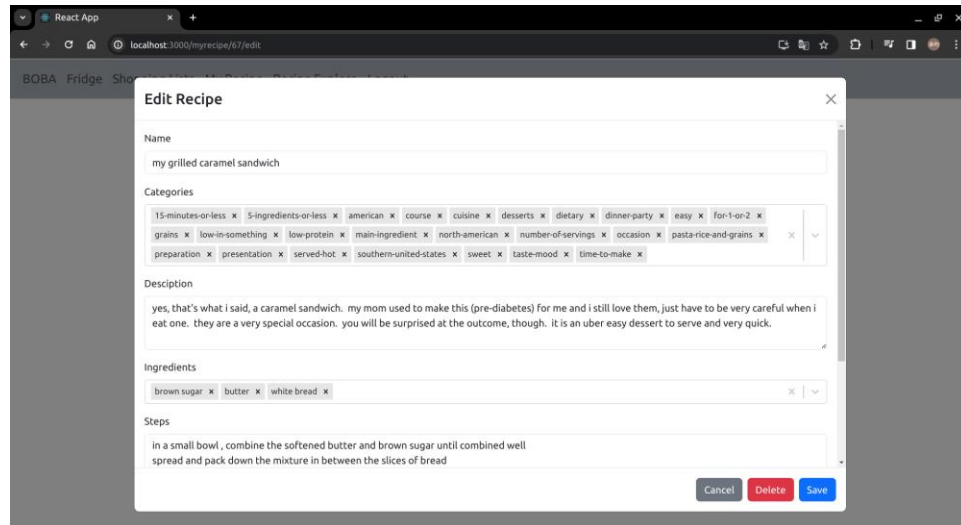 React App
localhost:3000/myrecipe/67/edit
BOBA Fridge
Edit Recipe
Name
my grilled caramel sandwich
Categories
15-minutes-or-less x 5-ingredients-or-less x american x course x cuisine x desserts x dietary x dinner-party x easy x for-1-or-2 x
grains x low-in-something x low-protein x main-ingredient x north-american x number-of-servings x occasion x pasta-rice-and-grains x
preparation x presentation x served-hot x southern-united-states x sweet x taste-mood x time-to-make x
Desciption
yes, that's what i said, a caramel sandwich. my mom used to make this (pre-diabetes) for me and i still love them, just have to be very careful when i
eat one. they are a very special occasion. you will be surprised at the outcome, though. it is an uber easy dessert to serve and very quick.
Ingredients
brown sugar x butter x white bread x
Steps
in a small bowl , combine the softened butter and brown sugar until combined well
spread and pack down the mixture in between the slices of bread
Cancel Delete Save